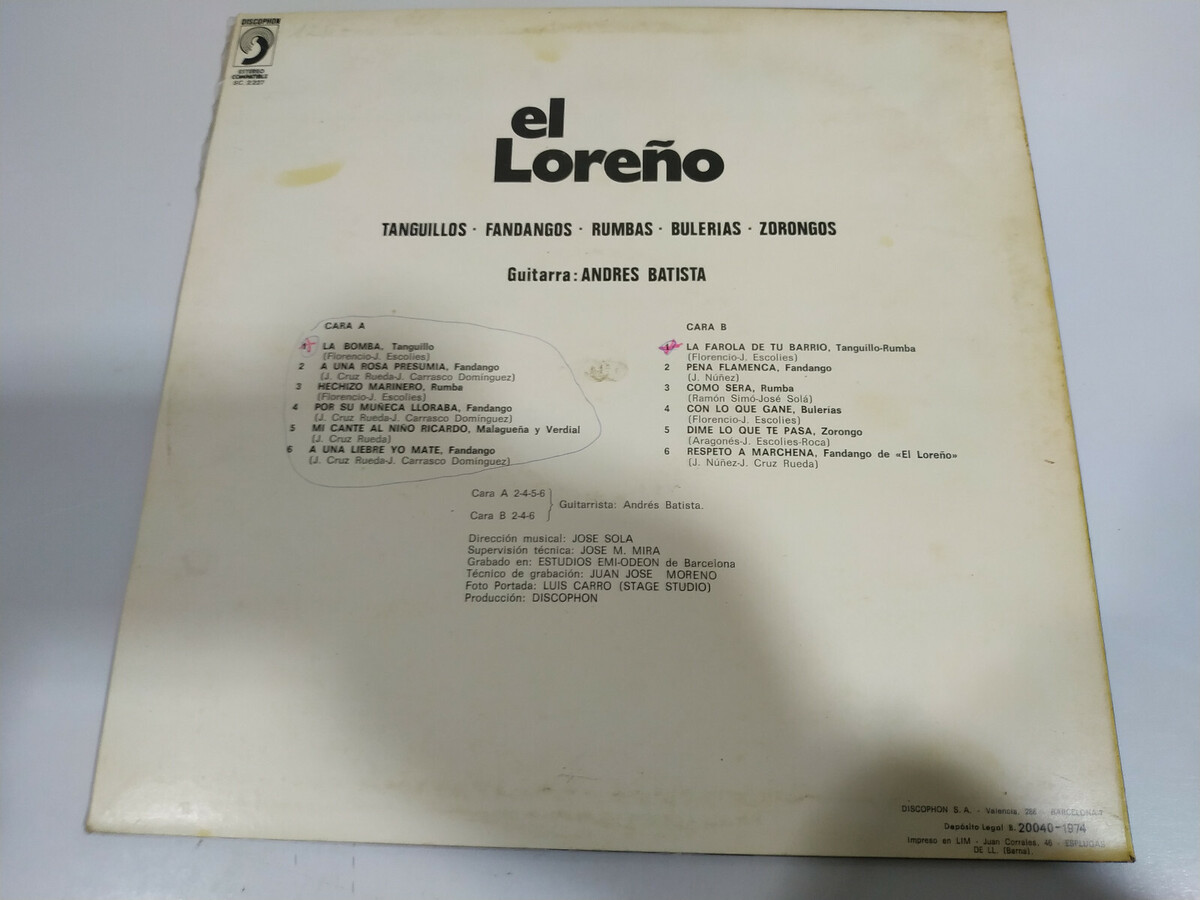 DISCOPHON
ESTEREO
COMPATIBLE
SC. 2.227
el
Loreño
TANGUILLOS · FANDANGOS · RUMBAS · BULERIAS · ZORONGOS
Guitarra: ANDRES BATISTA
CARA A
1 LA BOMBA, Tanguillo
(Florencio-J. Escolies)
2 A UNA ROSA PRESUMIA, Fandango
(J. Cruz Rueda-J. Carrasco Domínguez)
3 HECHIZO MARINERO, Rumba
(Florencio-J. Escolies)
4 POR SU MUÑECA LLORABA, Fandango
(J. Cruz Rueda-J. Carrasco Domínguez)
5 MI CANTE AL NIÑO RICARDO, Malagueña y Verdial
(J. Cruz Rueda)
6 A UNA LIEBRE YO MATE, Fandango
(J. Cruz Rueda-J. Carrasco Domínguez)
CARA B
1 LA FAROLA DE TU BARRIO, Tanguillo-Rumba
(Florencio-J. Escolies)
2 PENA FLAMENCA, Fandango
(J. Núñez)
3 COMO SERA, Rumba
(Ramón Simó-José Solá)
4 CON LO QUE GANE, Bulerías
(Florencio-J. Escolies)
5 DIME LO QUE TE PASA, Zorongo
(Aragonés-J. Escolies-Roca)
6 RESPETO A MARCHENA, Fandango de «El Loreño»
(J. Núñez-J. Cruz Rueda)
Cara A 2-4-5-6
Cara B 2-4-6
Guitarrista: Andrés Batista.
Dirección musical: JOSE SOLA
Supervisión técnica: JOSE M. MIRA
Grabado en: ESTUDIOS EMI-ODEON de Barcelona
Técnico de grabación: JUAN JOSE MORENO
Foto Portada: LUIS CARRO (STAGE STUDIO)
Producción: DISCOPHON
DISCOPHON S. A. - Valencia, - BARCELONA
Depósito Legal B. 20040-1974
Impreso en LIM - Juan Corrales, 46 - ESPLUGAS
DE LL. (Barna).